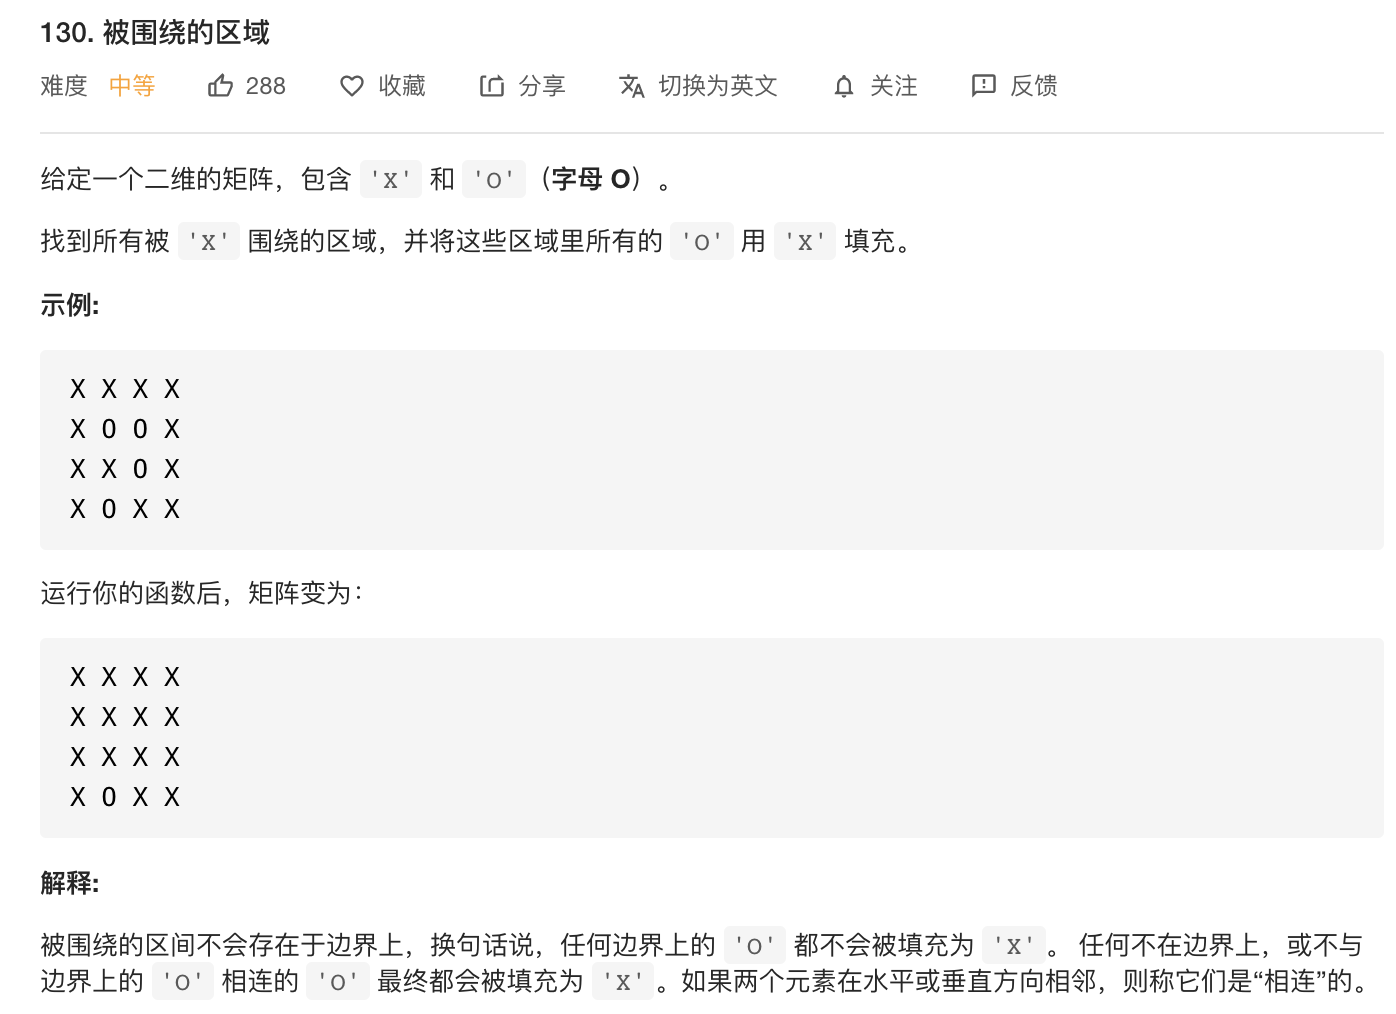 130. 被围绕的区域
难度 中等 288 收藏 分享 切换为英文 关注 反馈
给定一个二维的矩阵，包含 'X' 和 'O'（字母 O）。
找到所有被 'X' 围绕的区域，并将这些区域里所有的 'O' 用 'X' 填充。
示例:
X X X X
X O O X
X X O X
X O X X
运行你的函数后，矩阵变为：
X X X X
X X X X
X X X X
X O X X
解释:
被围绕的区间不会存在于边界上，换句话说，任何边界上的 'O' 都不会被填充为 'X'。 任何不在边界上，或不与
边界上的 'O' 相连的 'O' 最终都会被填充为 'X'。如果两个元素在水平或垂直方向相邻，则称它们是“相连”的。